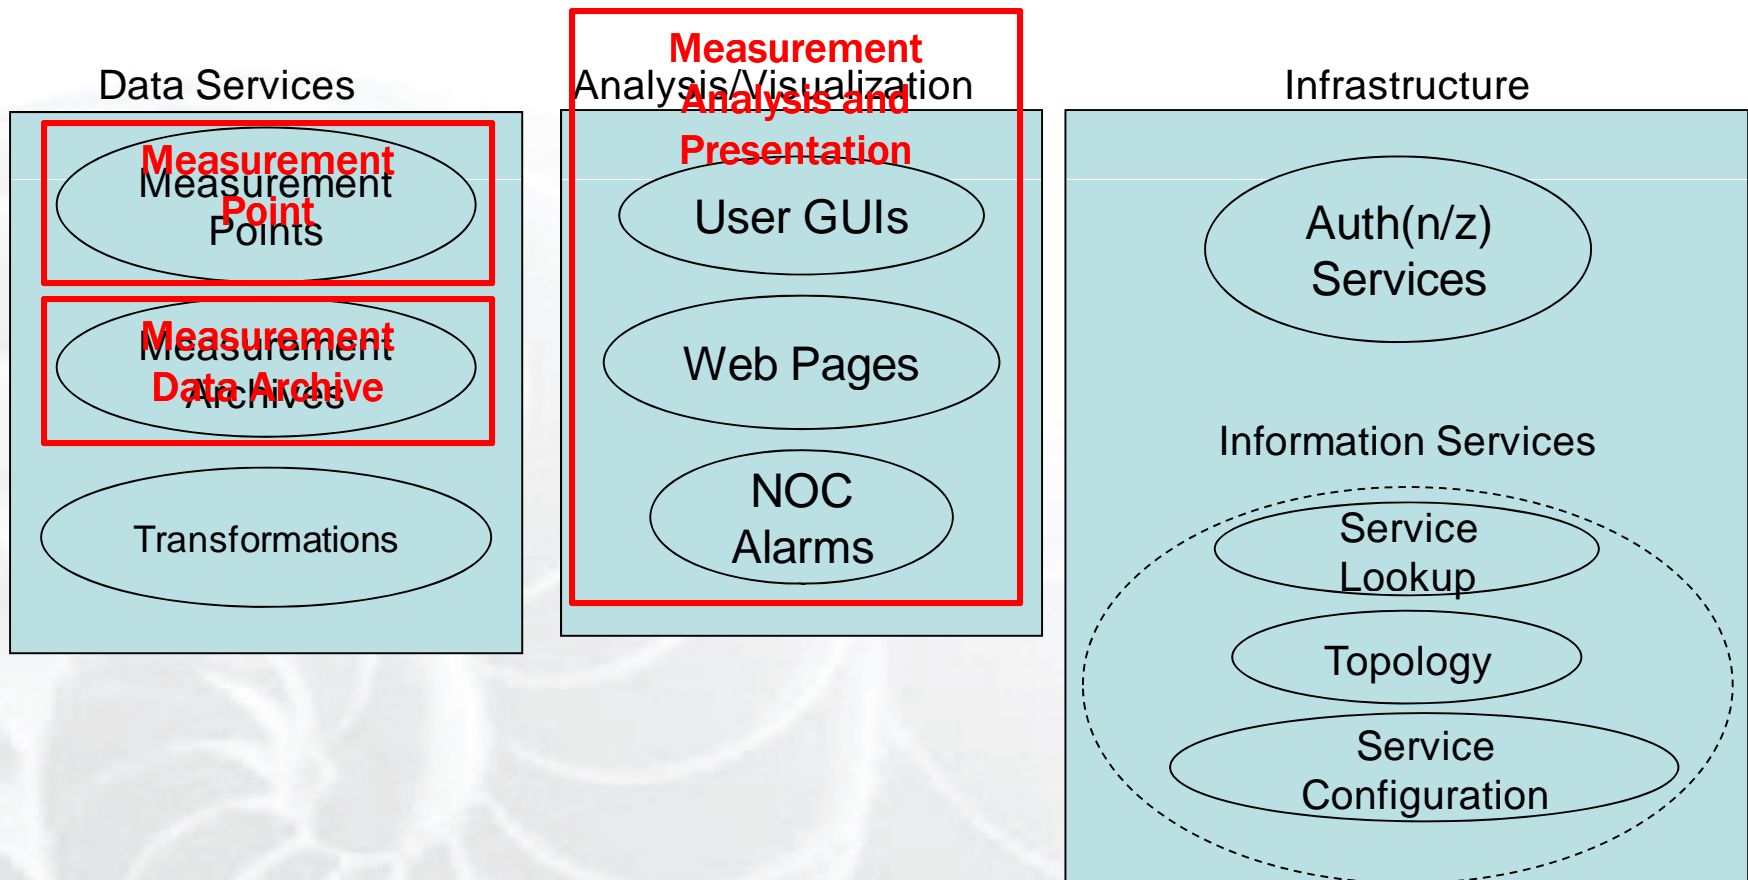 Data Services
Measurement
Point
Measurement
Points
Measurement
Data Archive
Measurement
Archives
Transformations
Measurement
Analysis and
Presentation
Analysis/Visualization
User GUIs
Web Pages
NOC
Alarms
Infrastructure
Auth(n/z)
Services
Information Services
Service
Lookup
Topology
Service
Configuration